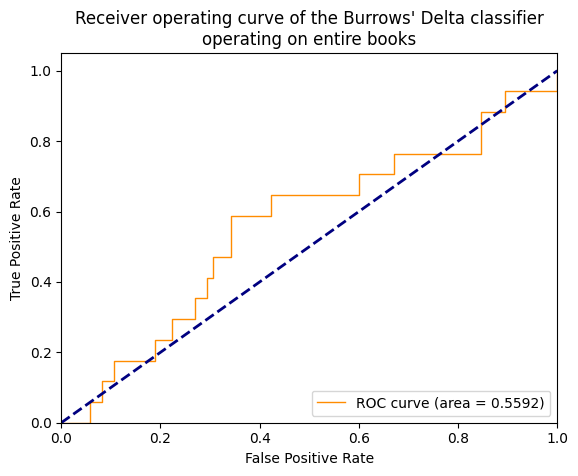 Receiver operating curve of the Burrows' Delta classifier
operating on entire books
True Positive Rate
1.0
0.8
0.6
0.4
0.2
0.0
ROC curve (area = 0.5592)
0.0 0.2 0.4 0.6 0.8 1.0
False Positive Rate